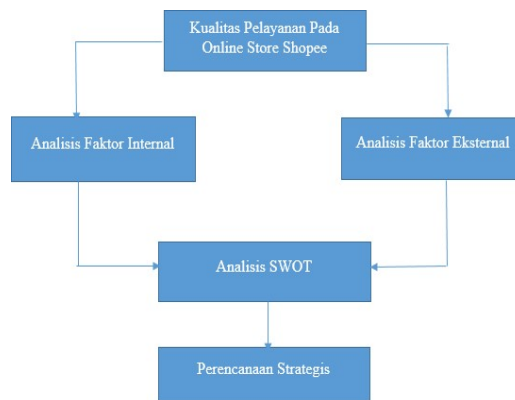 Kualitas Pelayanan Pada
Online Store Shopee
Analisis Faktor Internal
Analisis Faktor Eksternal
Analisis SWOT
Perencanaan Strategis